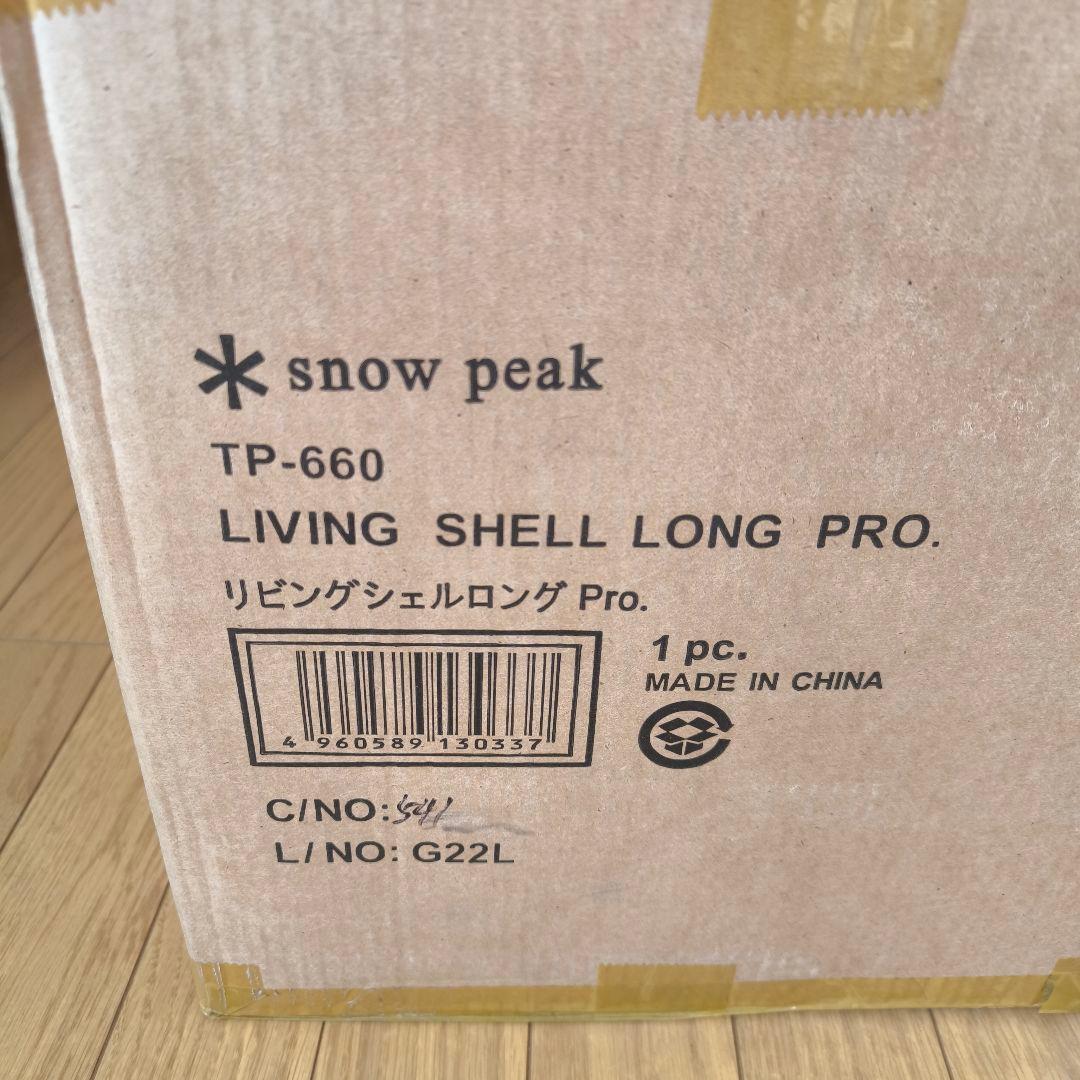 snow peak
TP-660
LIVING SHELL LONG PRO.
リビングシェルロング Pro.
1 pc.
MADE IN CHINA
4 960589 130337
C/NO: 541
L/NO: G22L